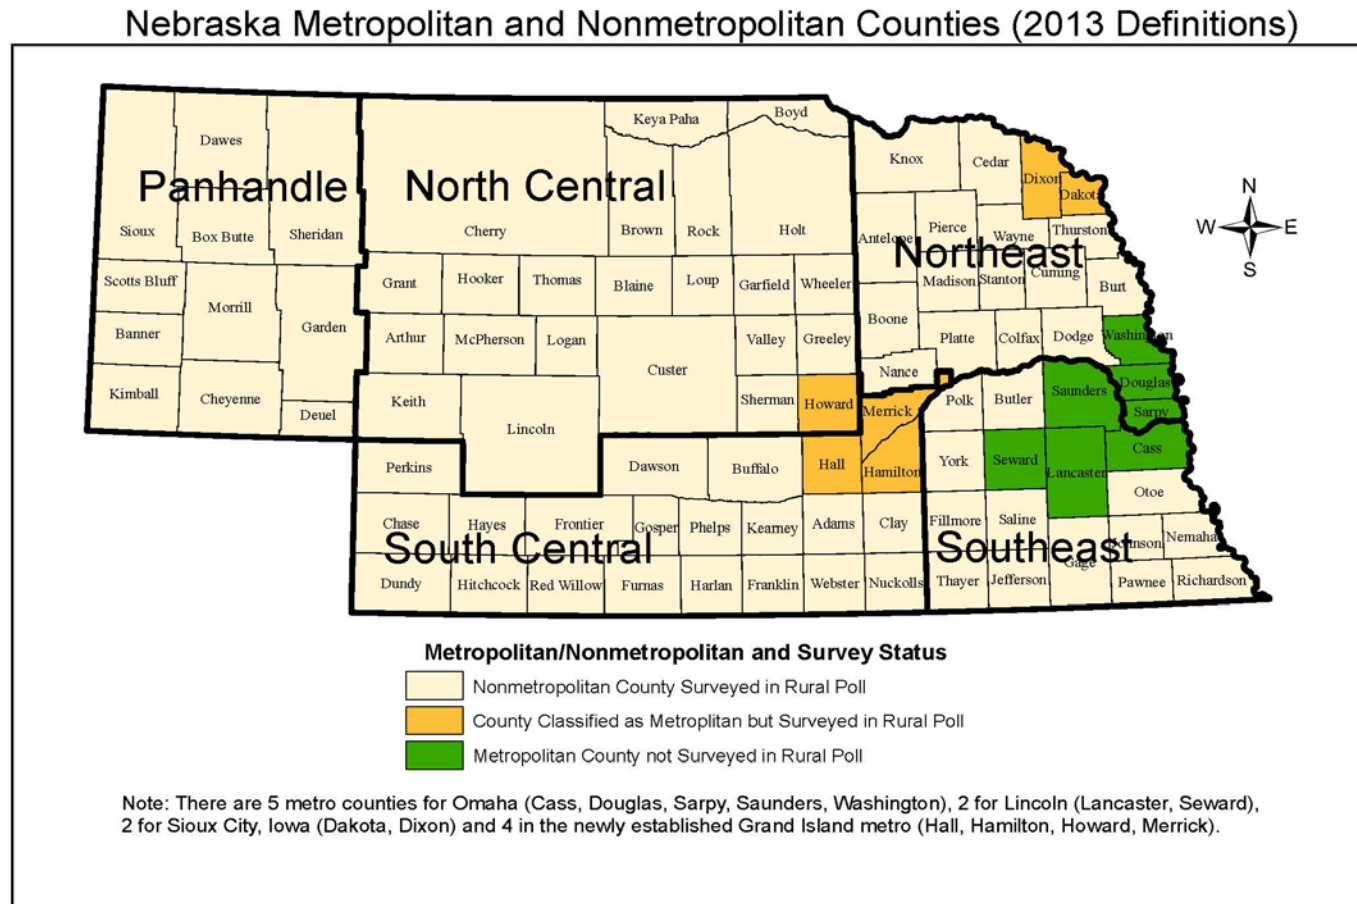 Nebraska Metropolitan and Nonmetropolitan Counties (2013 Definitions)
Keya Paha
Boyd
Dawes
Knox
Cedar
Dixon
Dakota
Panhandle
North Central
N
W
E
S
Sioux
Box Butte
Sheridan
Cherry
Brown
Rock
Holt
Antelope
Pierce
Wayne
Thurston
Northeast
Scotts Bluff
Morrill
Grant
Hooker
Thomas
Blaine
Loup
Garfield
Wheeler
Madison
Stanton
Cuming
Burt
Banner
Garden
Arthur
McPherson
Logan
Custer
Valley
Greeley
Boone
Platte
Colfax
Dodge
Washington
Nance
Kimball
Cheyenne
Deuel
Keith
Lincoln
Sherman
Howard
Merrick
Polk
Butler
Saunders
Douglas
Sarpy
Perkins
Dawson
Buffalo
Hall
Hamilton
York
Seward
Lancaster
Cass
Otoe
Chase
Hayes
Frontier
Gosper
Phelps
Kearney
Adams
Clay
Fillmore
Saline
Johnson
Nemaha
South Central
Southeast
Gage
Dundy
Hitchcock
Red Willow
Furnas
Harlan
Franklin
Webster
Nuckolls
Thayer
Jefferson
Pawnee
Richardson
Metropolitan/Nonmetropolitan and Survey Status
Nonmetropolitan County Surveyed in Rural Poll
County Classified as Metroplitan but Surveyed in Rural Poll
Metropolitan County not Surveyed in Rural Poll
Note: There are 5 metro counties for Omaha (Cass, Douglas, Sarpy, Saunders, Washington), 2 for Lincoln (Lancaster, Seward),
2 for Sioux City, Iowa (Dakota, Dixon) and 4 in the newly established Grand Island metro (Hall, Hamilton, Howard, Merrick).